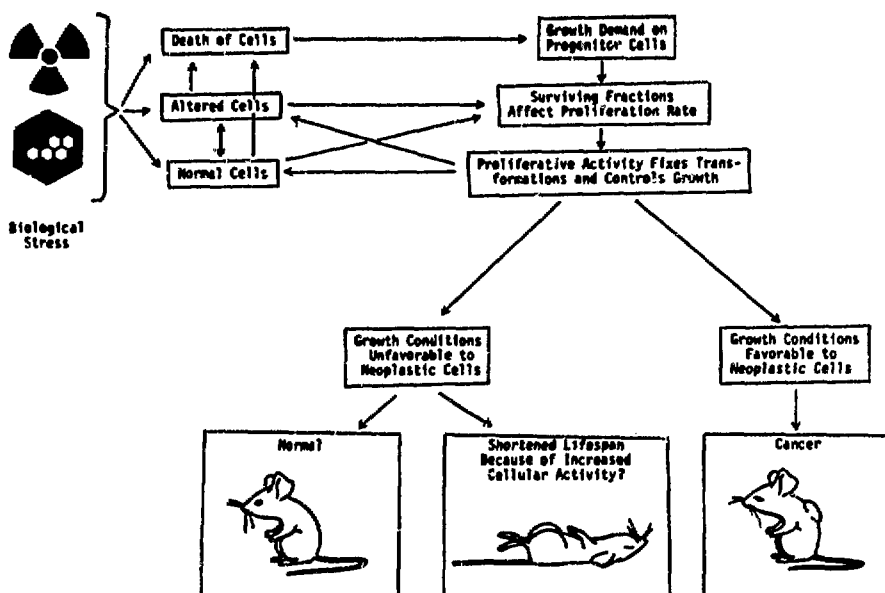 Death of Cells
Growth Demand on
Progenitor Cells
Altered Cells
Surviving Fractions
Affect Proliferation Rate
Normal Cells
Proliferative Activity Fixes Trans-
formations and Controls Growth
Biological
Stress
Growth Conditions
Unfavorable to
Neoplastic Cells
Growth Conditions
Favorable to
Neoplastic Cells
Normal
Shortened Lifespan
Because of Increased
Cellular Activity?
Cancer